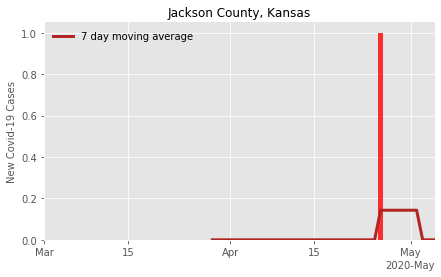 Jackson County, Kansas
7 day moving average
New Covid-19 Cases
1.0
0.8
0.6
0.4
0.2
0.0
Mar
15
Apr
15
May
2020-May